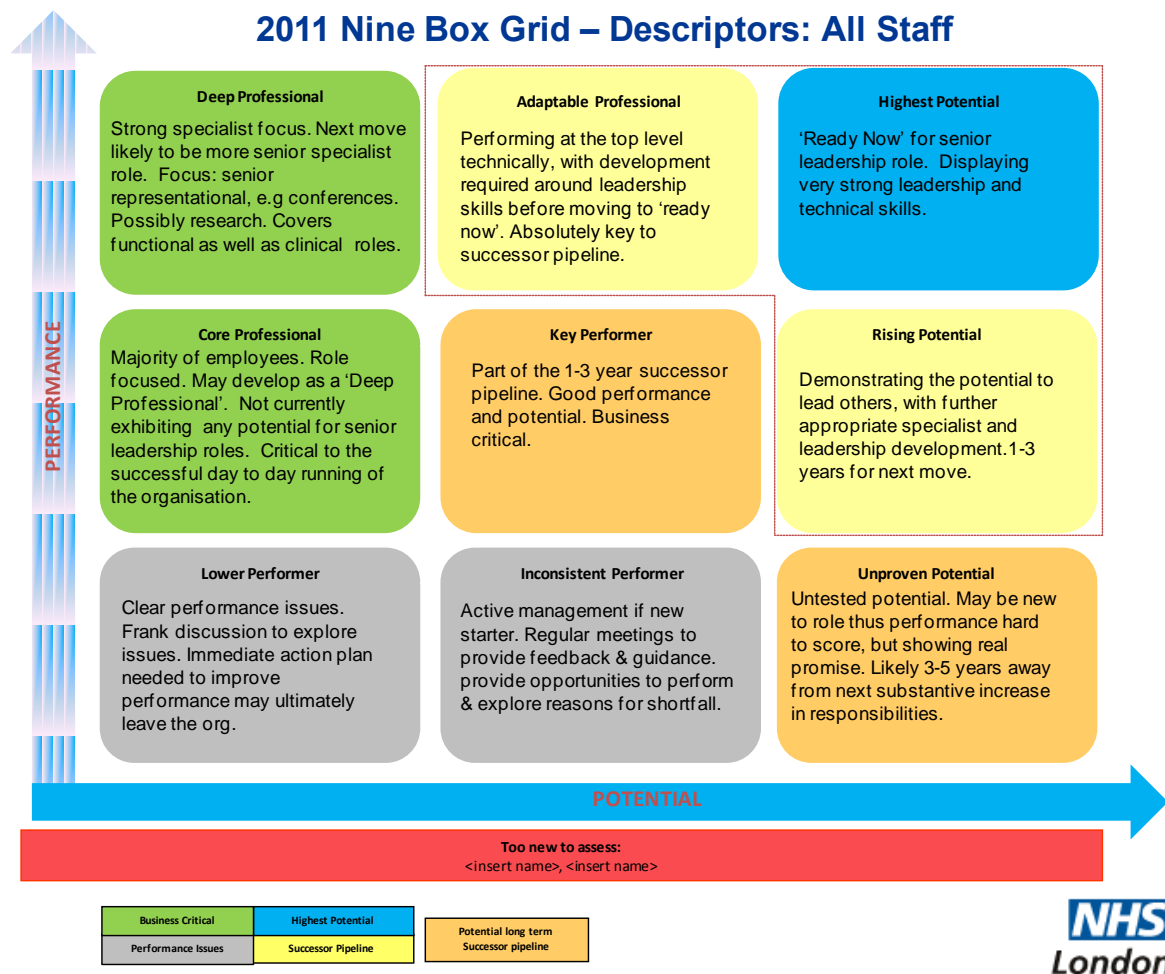 2011 Nine Box Grid – Descriptors: All Staff
PERFORMANCE
Deep Professional
Strong specialist focus. Next move
likely to be more senior specialist
role. Focus: senior
representational, e.g conferences.
Possibly research. Covers
functional as well as clinical roles.
Adaptable Professional
Performing at the top level
technically, with development
required around leadership
skills before moving to ‘ready
now’. Absolutely key to
successor pipeline.
Highest Potential
‘Ready Now’ for senior
leadership role. Displaying
very strong leadership and
technical skills.
Core Professional
Majority of employees. Role
focused. May develop as a ‘Deep
Professional’. Not currently
exhibiting any potential for senior
leadership roles. Critical to the
successful day to day running of
the organisation.
Key Performer
Part of the 1-3 year successor
pipeline. Good performance
and potential. Business
critical.
Rising Potential
Demonstrating the potential to
lead others, with further
appropriate specialist and
leadership development.1-3
years for next move.
Lower Performer
Clear performance issues.
Frank discussion to explore
issues. Immediate action plan
needed to improve
performance may ultimately
leave the org.
Inconsistent Performer
Active management if new
starter. Regular meetings to
provide feedback & guidance.
provide opportunities to perform
& explore reasons for shortfall.
Unproven Potential
Untested potential. May be new
to role thus performance hard
to score, but showing real
promise. Likely 3-5 years away
from next substantive increase
in responsibilities.
POTENTIAL
Too new to assess:
<insert name>, <insert name>
Business Critical
Highest Potential
Performance Issues
Successor Pipeline
Potential long term
Successor pipeline
NHS
London